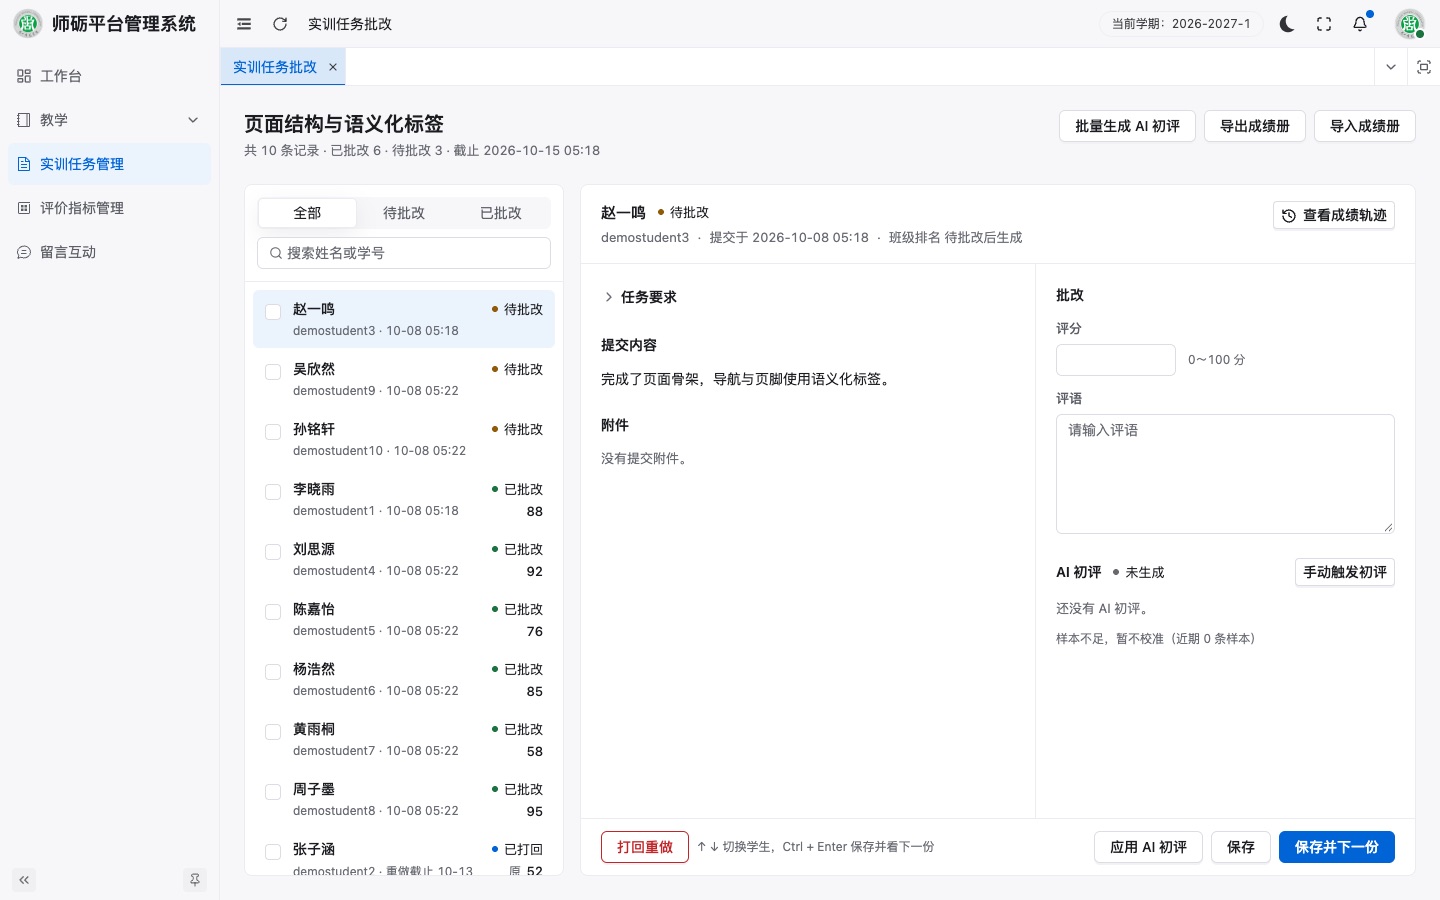 师砺平台管理系统
实训任务批改
当前学期：2026-2027-1
工作台
教学
实训任务管理
评价指标管理
留言互动
实训任务批改
页面结构与语义化标签
共 10 条记录 · 已批改 6 · 待批改 3 · 截止 2026-10-15 05:18
批量生成 AI 初评
导出成绩册
导入成绩册
全部
待批改
已批改
搜索姓名或学号
赵一鸣 待批改
demostudent3 · 10-08 05:18
吴欣然 待批改
demostudent9 · 10-08 05:22
孙铭轩 待批改
demostudent10 · 10-08 05:22
李晓雨 已批改
demostudent1 · 10-08 05:18 88
刘思源 已批改
demostudent4 · 10-08 05:22 92
陈嘉怡 已批改
demostudent5 · 10-08 05:22 76
杨浩然 已批改
demostudent6 · 10-08 05:22 85
黄雨桐 已批改
demostudent7 · 10-08 05:22 58
周子墨 已批改
demostudent8 · 10-08 05:22 95
张子涵 已打回
demostudent2 · 重做截止 10-13 原 52
赵一鸣 待批改
demostudent3 · 提交于 2026-10-08 05:18 · 班级排名 待批改后生成
查看成绩轨迹
任务要求
提交内容
完成了页面骨架，导航与页脚使用语义化标签。
附件
没有提交附件。
批改
评分
0～100 分
评语
请输入评语
AI 初评 未生成
手动触发初评
还没有 AI 初评。
样本不足，暂不校准（近期 0 条样本）
打回重做
↑ ↓ 切换学生，Ctrl + Enter 保存并看下一份
应用 AI 初评
保存
保存并下一份